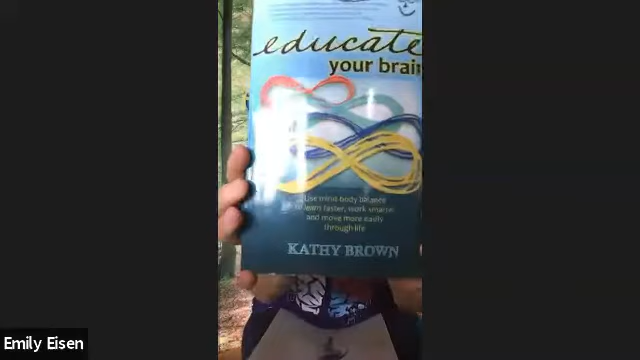 educate
your brain
Use mind body balance
learn faster, work smarter
and move more easily
through life
KATHY BROWN
Emily Eisen